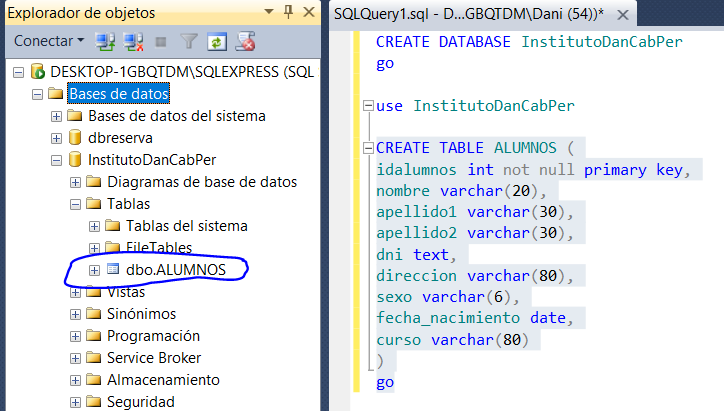 Explorador de objetos
Conectar
DESKTOP-1GBQTDM\SQLEXPRESS (SQL
Bases de datos
Bases de datos del sistema
dbreserva
InstitutoDanCabPer
Diagramas de base de datos
Tablas
Tablas del sistema
FileTables
dbo.ALUMNOS
Vistas
Sinónimos
Programación
Service Broker
Almacenamiento
Seguridad
SQLQuery1.sql - D...GBQTDM\Dani (54))*
CREATE DATABASE InstitutoDanCabPer
go
use InstitutoDanCabPer
CREATE TABLE ALUMNOS (
idalumnos int not null primary key,
nombre varchar(20),
apellido1 varchar(30),
apellido2 varchar(30),
dni text,
direccion varchar(80),
sexo varchar(6),
fecha_nacimiento date,
curso varchar(80)
)
go